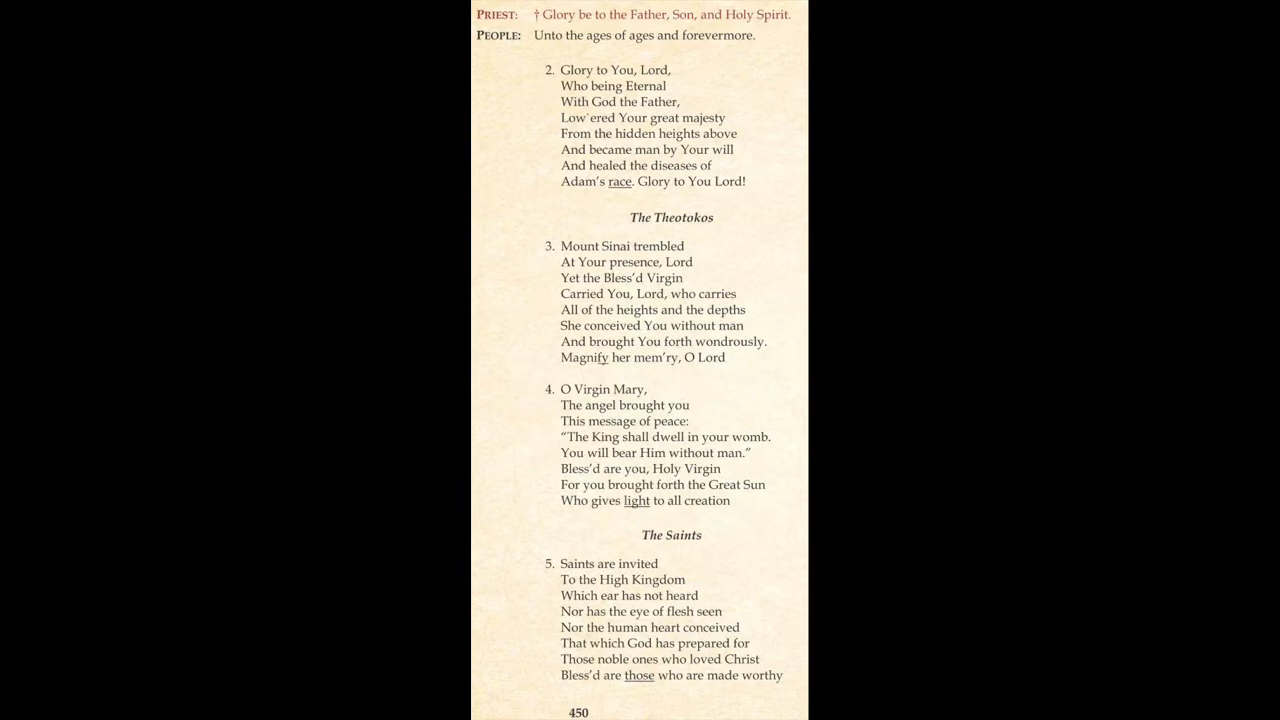 PRIEST: † Glory be to the Father, Son, and Holy Spirit.
PEOPLE: Unto the ages of ages and forevermore.
2. Glory to You, Lord,
Who being Eternal
With God the Father,
Low`ered Your great majesty
From the hidden heights above
And became man by Your will
And healed the diseases of
Adam's race. Glory to You Lord!
The Theotokos
3. Mount Sinai trembled
At Your presence, Lord
Yet the Bless'd Virgin
Carried You, Lord, who carries
All of the heights and the depths
She conceived You without man
And brought You forth wondrously.
Magnify her mem'ry, O Lord
4. O Virgin Mary,
The angel brought you
This message of peace:
“The King shall dwell in your womb.
You will bear Him without man.”
Bless'd are you, Holy Virgin
For you brought forth the Great Sun
Who gives light to all creation
The Saints
5. Saints are invited
To the High Kingdom
Which ear has not heard
Nor has the eye of flesh seen
Nor the human heart conceived
That which God has prepared for
Those noble ones who loved Christ
Bless'd are those who are made worthy
450